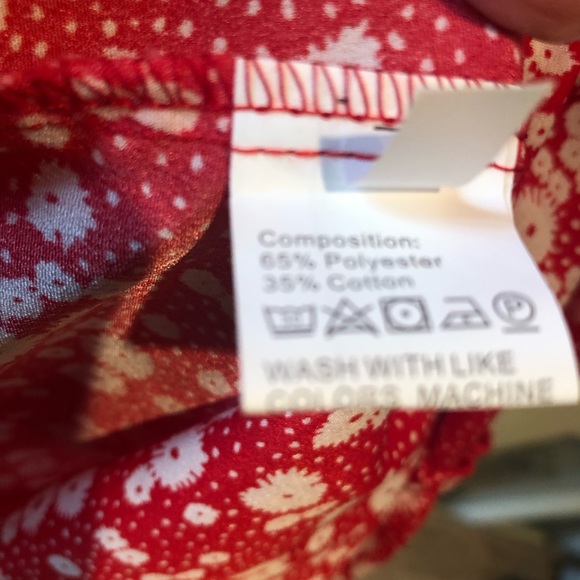 Composition:
65% Polyester
35% Cotton
WASH WITH LIKE
COLORS MACHINE